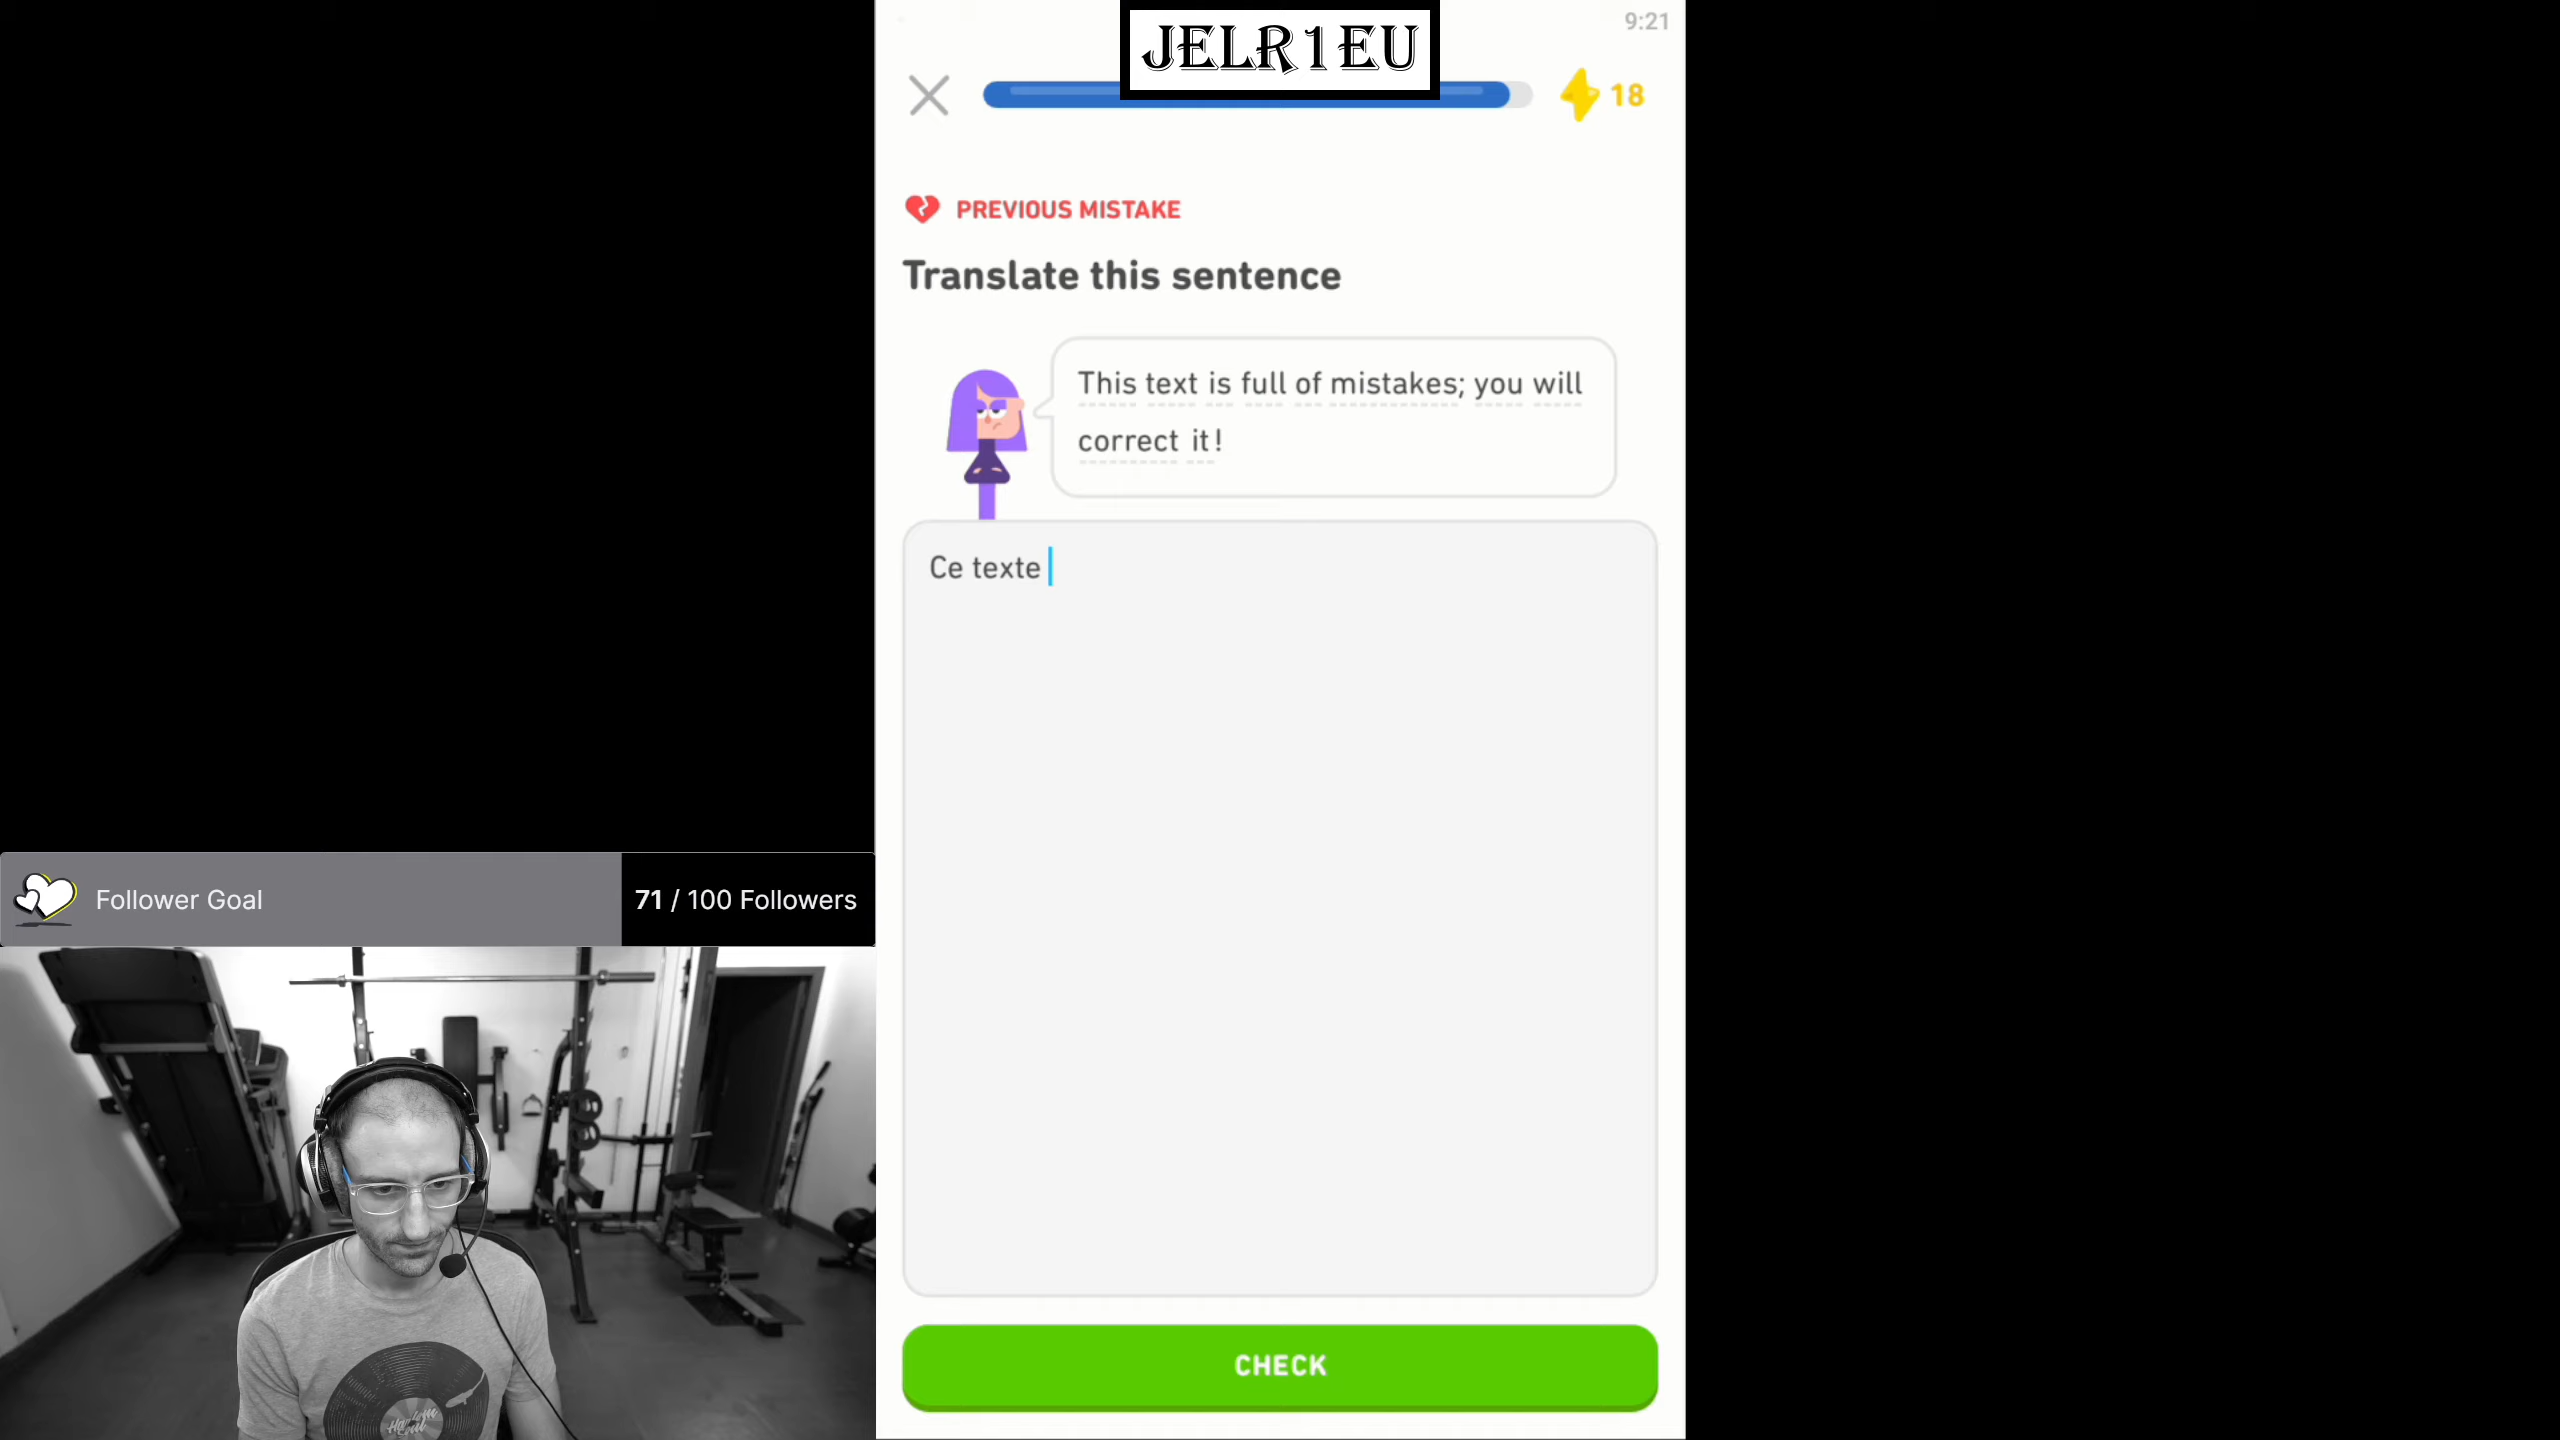 JELR1EU
9:21
18
PREVIOUS MISTAKE
Translate this sentence
This text is full of mistakes; you will
correct it!
Ce texte
Follower Goal
71 / 100 Followers
CHECK